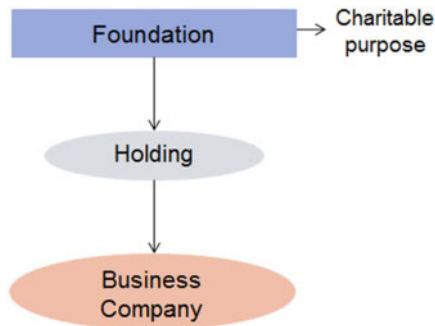 Foundation
Charitable
purpose
Holding
Business
Company